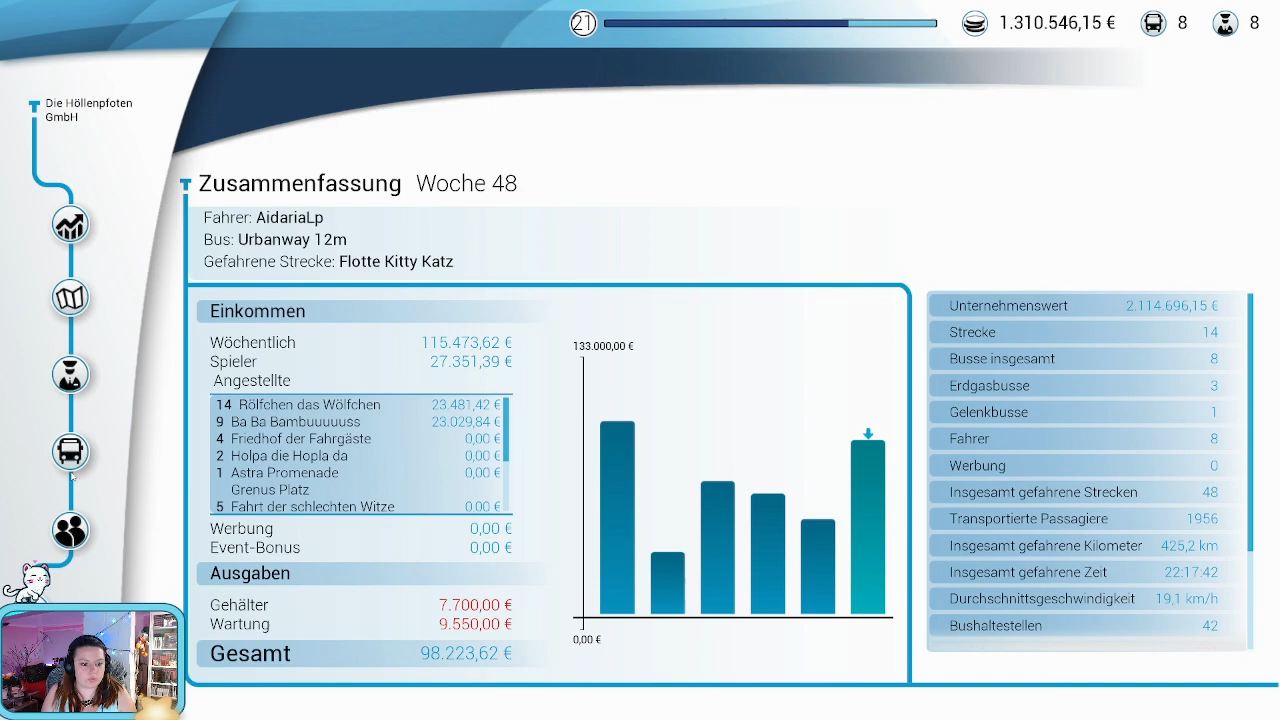 21
1.310.546,15 €
8
8
Die Höllenpfoten
GmbH
Zusammenfassung Woche 48
Fahrer: AidariaLp
Bus: Urbanway 12m
Gefahrene Strecke: Flotte Kitty Katz
Einkommen
Wöchentlich 115.473,62 €
Spieler 27.351,39 €
Angestellte
14 Rölfchen das Wölfchen 23.481,42 €
9 Ba Ba Bambuuuuuss 23.029,84 €
4 Friedhof der Fahrgäste 0,00 €
2 Holpa die Hopla da 0,00 €
1 Astra Promenade 0,00 €
Grenus Platz
5 Fahrt der schlechten Witze 0,00 €
Werbung 0,00 €
Event-Bonus 0,00 €
Ausgaben
Gehälter 7.700,00 €
Wartung 9.550,00 €
Gesamt 98.223,62 €
133.000,00 €
0,00 €
Unternehmenswert 2.114.696,15 €
Strecke 14
Busse insgesamt 8
Erdgasbusse 3
Gelenkbusse 1
Fahrer 8
Werbung 0
Insgesamt gefahrene Strecken 48
Transportierte Passagiere 1956
Insgesamt gefahrene Kilometer 425,2 km
Insgesamt gefahrene Zeit 22:17:42
Durchschnittsgeschwindigkeit 19,1 km/h
Bushaltestellen 42